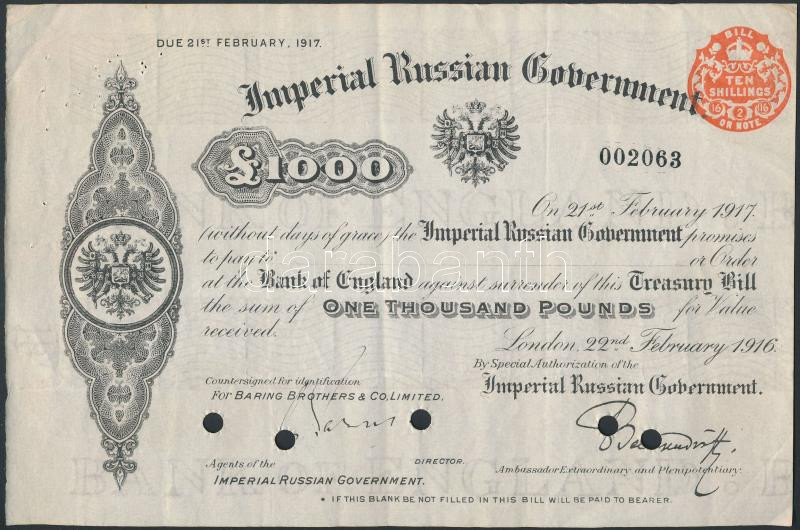 DUE 21ST FEBRUARY, 1917.
BILL
TEN
SHILLINGS
16 2 16
OR NOTE
Imperial Russian Government
£1000
002063
On 21st February 1917.
(without days of grace) the Imperial Russian Government promises
to pay to or Order
at the Bank of England against surrender of this Treasury Bill
the sum of ONE THOUSAND POUNDS for Value
received.
London, 22nd February 1916.
By Special Authorization of the
Imperial Russian Government.
Countersigned for identification
FOR BARING BROTHERS & CO. LIMITED.
DIRECTOR.
Agents of the
IMPERIAL RUSSIAN GOVERNMENT.
Ambassador Extraordinary and Plenipotentiary.
* IF THIS BLANK BE NOT FILLED IN THIS BILL WILL BE PAID TO BEARER.
darabanth